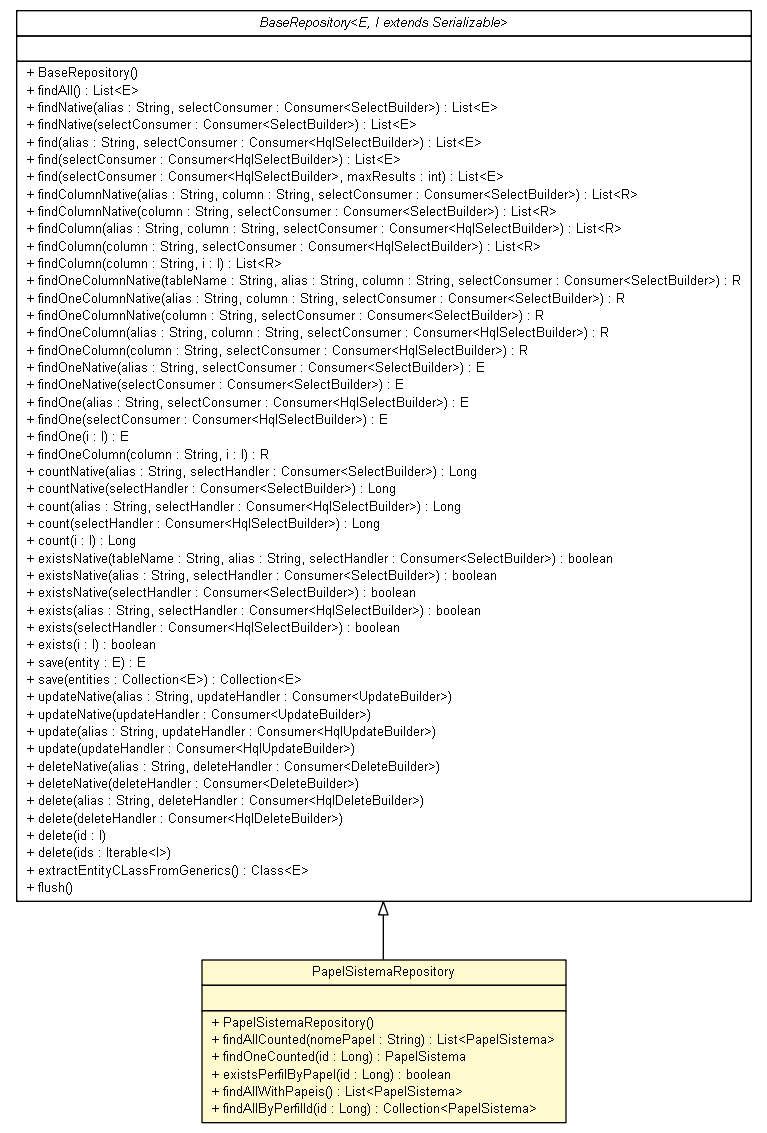 BaseRepository<E, I extends Serializable>
+ BaseRepository()
+ findAll() : List<E>
+ findNative(alias : String, selectConsumer : Consumer<SelectBuilder>) : List<E>
+ findNative(selectConsumer : Consumer<SelectBuilder>) : List<E>
+ find(alias : String, selectConsumer : Consumer<HqlSelectBuilder>) : List<E>
+ find(selectConsumer : Consumer<HqlSelectBuilder>) : List<E>
+ find(selectConsumer : Consumer<HqlSelectBuilder>, maxResults : int) : List<E>
+ findColumnNative(alias : String, column : String, selectConsumer : Consumer<SelectBuilder>) : List<R>
+ findColumnNative(column : String, selectConsumer : Consumer<SelectBuilder>) : List<R>
+ findColumn(alias : String, column : String, selectConsumer : Consumer<HqlSelectBuilder>) : List<R>
+ findColumn(column : String, selectConsumer : Consumer<HqlSelectBuilder>) : List<R>
+ findColumn(column : String, i : I) : List<R>
+ findOneColumnNative(tableName : String, alias : String, column : String, selectConsumer : Consumer<SelectBuilder>) : R
+ findOneColumnNative(alias : String, column : String, selectConsumer : Consumer<SelectBuilder>) : R
+ findOneColumnNative(column : String, selectConsumer : Consumer<SelectBuilder>) : R
+ findOneColumn(alias : String, column : String, selectConsumer : Consumer<HqlSelectBuilder>) : R
+ findOneColumn(column : String, selectConsumer : Consumer<HqlSelectBuilder>) : R
+ findOneNative(alias : String, selectConsumer : Consumer<SelectBuilder>) : E
+ findOneNative(selectConsumer : Consumer<SelectBuilder>) : E
+ findOne(alias : String, selectConsumer : Consumer<HqlSelectBuilder>) : E
+ findOne(selectConsumer : Consumer<HqlSelectBuilder>) : E
+ findOne(i : I) : E
+ findOneColumn(column : String, i : I) : R
+ countNative(alias : String, selectHandler : Consumer<SelectBuilder>) : Long
+ countNative(selectHandler : Consumer<SelectBuilder>) : Long
+ count(alias : String, selectHandler : Consumer<HqlSelectBuilder>) : Long
+ count(selectHandler : Consumer<HqlSelectBuilder>) : Long
+ count(i : I) : Long
+ existsNative(tableName : String, alias : String, selectHandler : Consumer<SelectBuilder>) : boolean
+ existsNative(alias : String, selectHandler : Consumer<SelectBuilder>) : boolean
+ existsNative(selectHandler : Consumer<SelectBuilder>) : boolean
+ exists(alias : String, selectHandler : Consumer<HqlSelectBuilder>) : boolean
+ exists(selectHandler : Consumer<HqlSelectBuilder>) : boolean
+ exists(i : I) : boolean
+ save(entity : E) : E
+ save(entities : Collection<E>) : Collection<E>
+ updateNative(alias : String, updateHandler : Consumer<UpdateBuilder>)
+ updateNative(updateHandler : Consumer<UpdateBuilder>)
+ update(alias : String, updateHandler : Consumer<HqlUpdateBuilder>)
+ update(updateHandler : Consumer<HqlUpdateBuilder>)
+ deleteNative(alias : String, deleteHandler : Consumer<DeleteBuilder>)
+ deleteNative(deleteHandler : Consumer<DeleteBuilder>)
+ delete(alias : String, deleteHandler : Consumer<HqlDeleteBuilder>)
+ delete(deleteHandler : Consumer<HqlDeleteBuilder>)
+ delete(id : I)
+ delete(ids : Iterable<I>)
+ extractEntityCLassFromGenerics() : Class<E>
+ flush()
PapelSistemaRepository
+ PapelSistemaRepository()
+ findAllCounted(nomePapel : String) : List<PapelSistema>
+ findOneCounted(id : Long) : PapelSistema
+ existsPerfilByPapel(id : Long) : boolean
+ findAllWithPapeis() : List<PapelSistema>
+ findAllByPerfilId(id : Long) : Collection<PapelSistema>